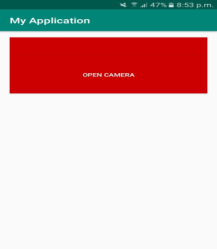 47% 8:53 p.m.
My Application
OPEN CAMERA